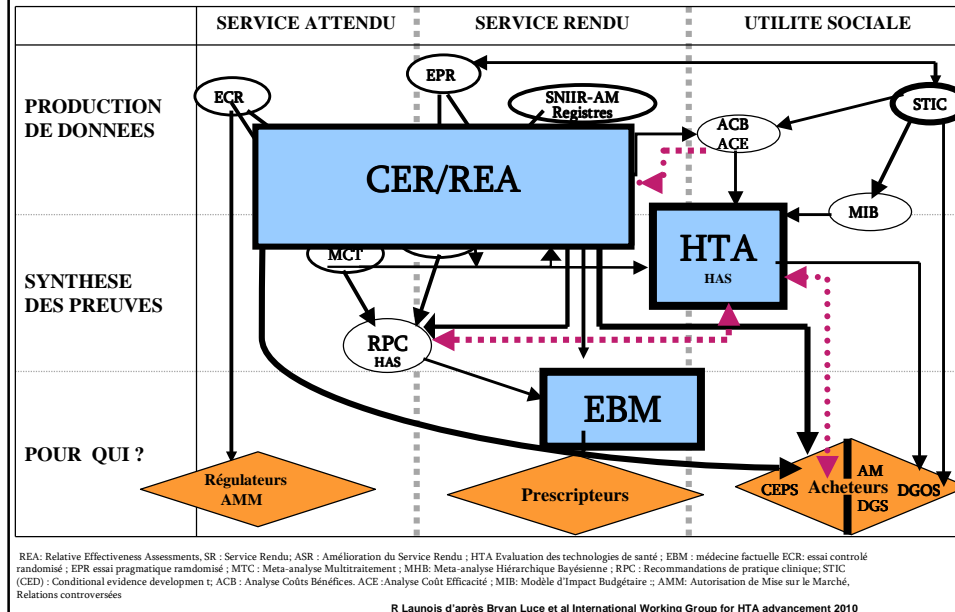 SERVICE ATTENDU
SERVICE RENDU
UTILITE SOCIALE
PRODUCTION
DE DONNEES
ECR
EPR
SNIIR-AM
Registres
ACB
ACE
STIC
CER/REA
MIB
SYNTHESE
DES PREUVES
MCT
HTA
HAS
RPC
HAS
EBM
POUR QUI ?
Régulateurs
AMM
Prescripteurs
CEPS
AM
Acheteurs
DGS
DGOS
REA: Relative Effectiveness Assessments, SR : Service Rendu; ASR : Amélioration du Service Rendu ; HTA Evaluation des technologies de santé ; EBM : médecine factuelle ECR: essai controlé
randomisé ; EPR essai pragmatique randomisé ; MTC : Meta-analyse Multitraitement ; MHB: Meta-analyse Hiérarchique Bayésienne ; RPC : Recommandations de pratique clinique; STIC
(CED) : Conditional evidence developmen t; ACB : Analyse Coûts Bénéfices. ACE :Analyse Coût Efficacité ; MIB: Modèle d'Impact Budgétaire :; AMM: Autorisation de Mise sur le Marché,
Relations controversées
R Launois d'après Bryan Luce et al International Working Group for HTA advancement 2010